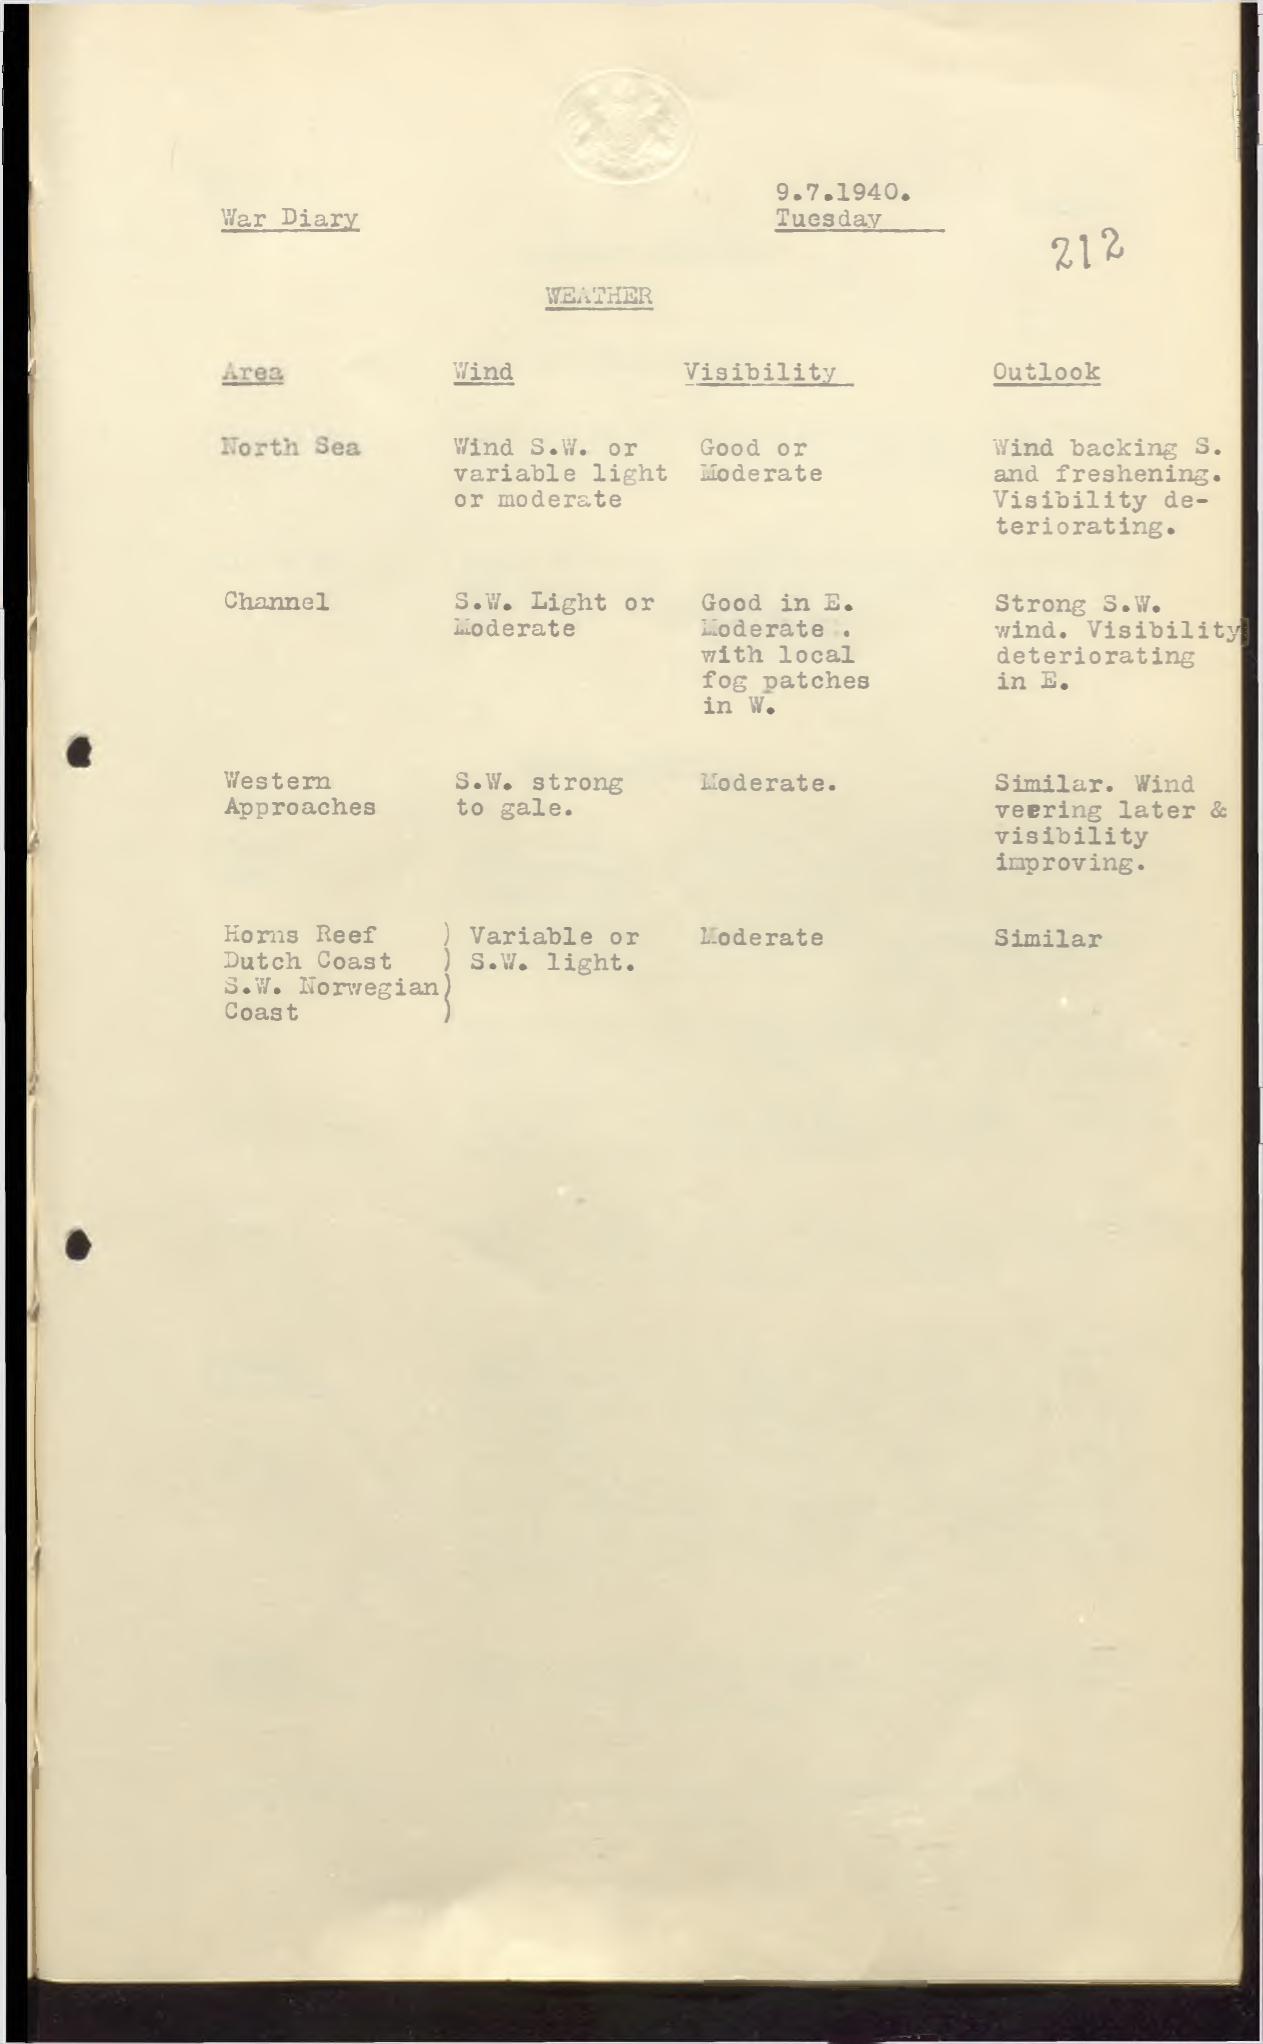 9.7.1940.
War Diary
Tuesday
212
WEATHER
Area Wind Visibility Outlook
North Sea Wind S.W. or Good or Wind backing S.
variable light Moderate and freshening.
or moderate Visibility de-
teriorating.
Channel S.W. Light or Good in E. Strong S.W.
Moderate Moderate . wind. Visibility
with local deteriorating
fog patches in E.
in W.
Western S.W. strong Moderate. Similar. Wind
Approaches to gale. veering later &
visibility
improving.
Horns Reef ) Variable or Moderate Similar
Dutch Coast ) S.W. light.
S.W. Norwegian)
Coast )